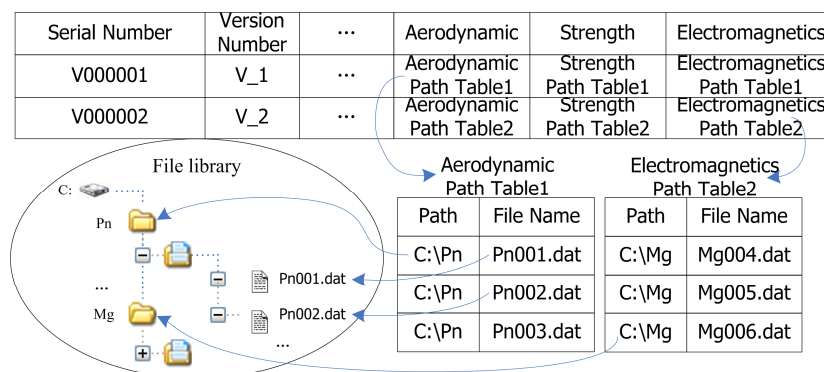 Serial Number Version Number ... Aerodynamic Strength Electromagnetics
V000001 V_1 ... Aerodynamic Path Table1 Strength Path Table1 Electromagnetics Path Table1
V000002 V_2 ... Aerodynamic Path Table2 Strength Path Table2 Electromagnetics Path Table2
File library
C:
Pn
Pn001.dat
...
Pn002.dat
Mg
...
Aerodynamic
Path Table1
Path File Name
C:\Pn Pn001.dat
C:\Pn Pn002.dat
C:\Pn Pn003.dat
Electromagnetics
Path Table2
Path File Name
C:\Mg Mg004.dat
C:\Mg Mg005.dat
C:\Mg Mg006.dat